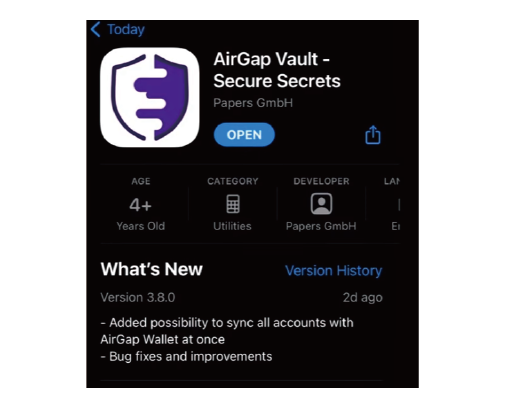 Today
AirGap Vault -
Secure Secrets
Papers GmbH
OPEN
AGE
CATEGORY
DEVELOPER
4+
Years Old
Utilities
Papers GmbH
What's New
Version History
Version 3.8.0
2d ago
- Added possibility to sync all accounts with
AirGap Wallet at once
- Bug fixes and improvements